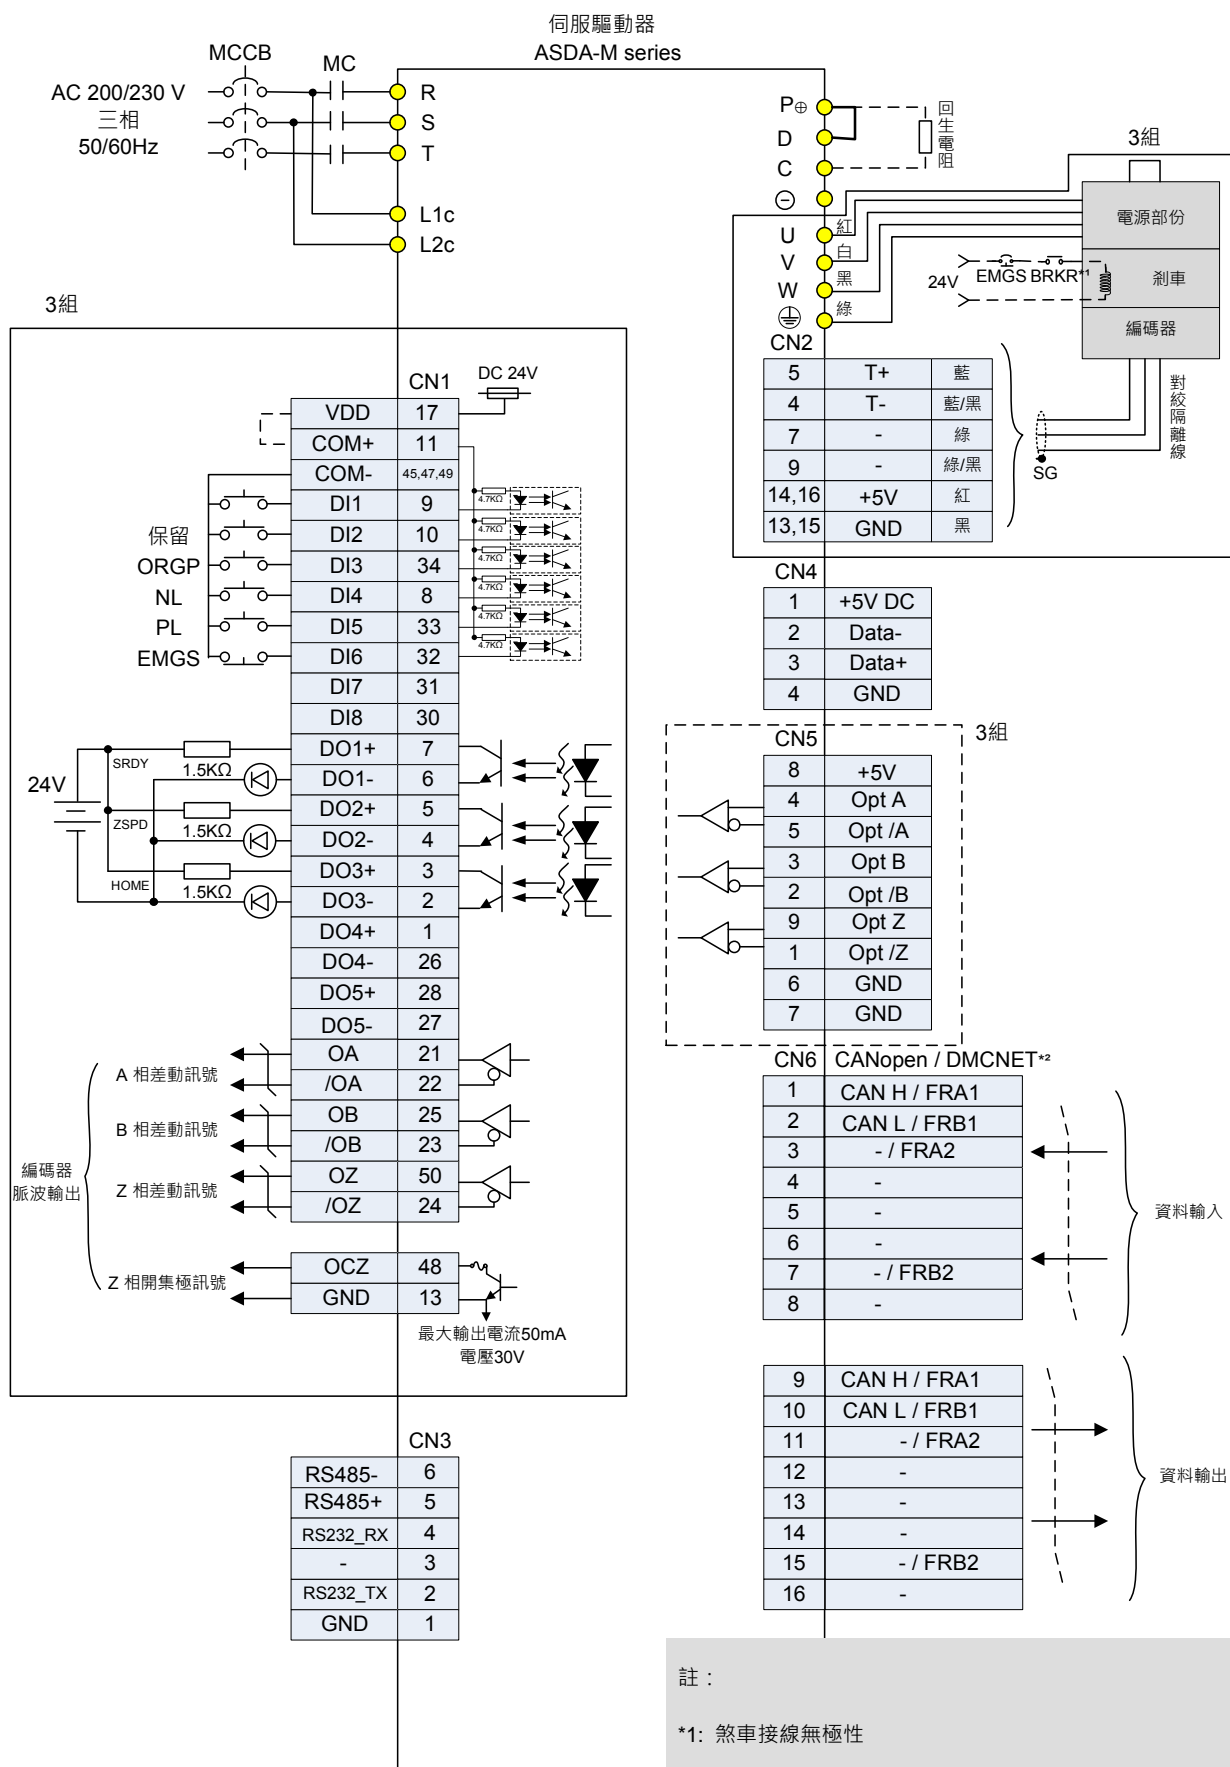 伺服驅動器
ASDA-M series
MCCB
MC
AC 200/230 V
三相
50/60Hz
R
S
T
L1c
L2c
P⊕
D
C
⊖
U
V
W
回生電阻
3組
紅
白
黑
綠
電源部份
24V
EMGS BRKR*1
剎車
編碼器
對絞隔離線
SG
CN2
5 T+ 藍
4 T- 藍/黑
7 - 綠
9 - 綠/黑
14,16 +5V 紅
13,15 GND 黑
3組
CN1
DC 24V
VDD 17
COM+ 11
COM- 45,47,49
DI1 9
4.7KΩ
保留 DI2 10
4.7KΩ
ORGP DI3 34
4.7KΩ
NL DI4 8
4.7KΩ
PL DI5 33
4.7KΩ
EMGS DI6 32
4.7KΩ
DI7 31
DI8 30
24V
SRDY DO1+ 7
1.5KΩ DO1- 6
ZSPD DO2+ 5
1.5KΩ DO2- 4
HOME DO3+ 3
1.5KΩ DO3- 2
DO4+ 1
DO4- 26
DO5+ 28
DO5- 27
編碼器
脈波輸出
A 相差動訊號
OA 21
/OA 22
B 相差動訊號
OB 25
/OB 23
Z 相差動訊號
OZ 50
/OZ 24
Z 相開集極訊號
OCZ 48
GND 13
最大輸出電流50mA
電壓30V
CN3
RS485- 6
RS485+ 5
RS232_RX 4
- 3
RS232_TX 2
GND 1
CN4
1 +5V DC
2 Data-
3 Data+
4 GND
3組
CN5
8 +5V
4 Opt A
5 Opt /A
3 Opt B
2 Opt /B
9 Opt Z
1 Opt /Z
6 GND
7 GND
CN6 CANopen / DMCNET*2
1 CAN H / FRA1
2 CAN L / FRB1
3 - / FRA2
4 -
5 -
6 -
7 - / FRB2
8 -
資料輸入
9 CAN H / FRA1
10 CAN L / FRB1
11 - / FRA2
12 -
13 -
14 -
15 - / FRB2
16 -
資料輸出
註：
*1: 煞車接線無極性